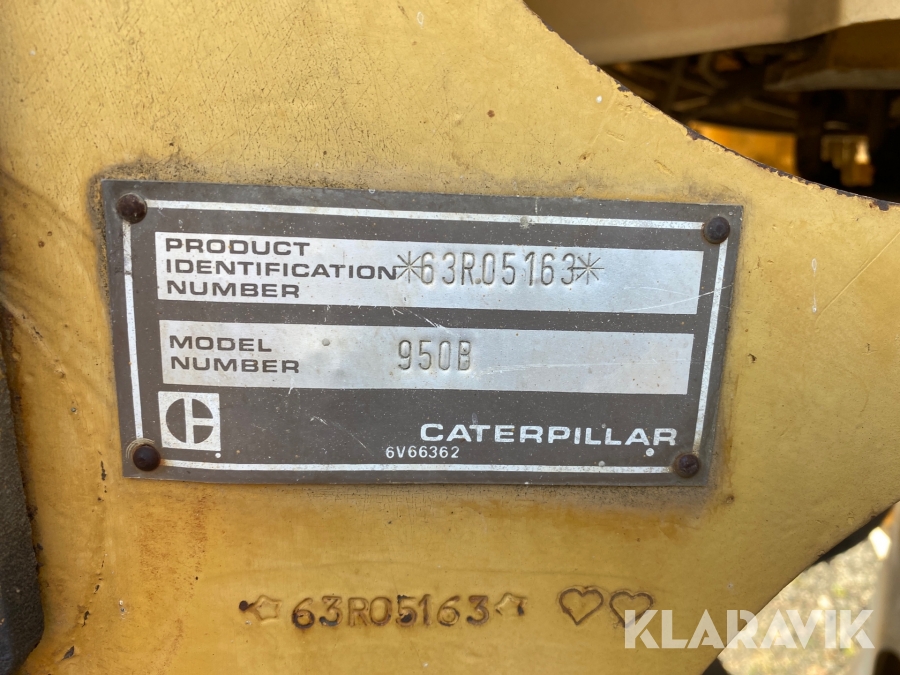 PRODUCT
IDENTIFICATION *63R05163*
NUMBER
MODEL
NUMBER 950B
CATERPILLAR
6V66362
63R05163
KLARAVIK